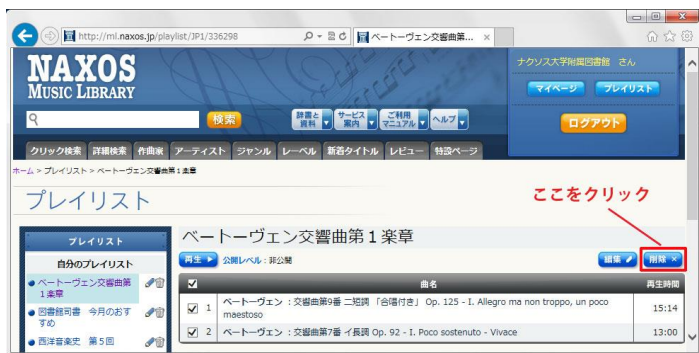 http://ml.naxos.jp/playlist/JP1/336298
ベートーヴェン交響曲第...
NAXOS
MUSIC LIBRARY
ナクソス大学附属図書館 さん
マイページ
プレイリスト
ログアウト
検索
辞書と資料
サービス案内
ご利用マニュアル
ヘルプ
クリック検索 詳細検索 作曲家 アーティスト ジャンル レーベル 新着タイトル レビュー 特設ページ
ホーム > プレイリスト > ベートーヴェン交響曲第1楽章
プレイリスト
ここをクリック
プレイリスト
自分のプレイリスト
ベートーヴェン交響曲第
1楽章
図書館司書 今月のおす
すめ
西洋音楽史 第5回
ベートーヴェン交響曲第1楽章
再生
公開レベル:非公開
編集
削除
曲名 再生時間
1 ベートーヴェン :交響曲第9番 二短調 「合唱付き」 Op. 125 - I. Allegro ma non troppo, un poco
maestoso
15:14
2 ベートーヴェン :交響曲第7番 イ長調 Op. 92 - I. Poco sostenuto - Vivace 13:00